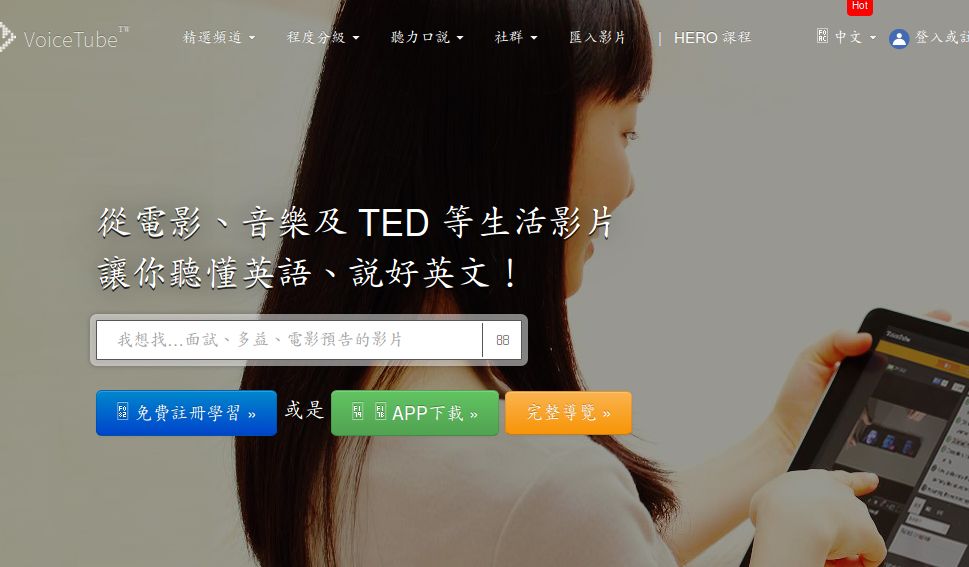 Hot
VoiceTube TW
精選頻道 程度分級 聽力口說 社群 匯入影片 | HERO 課程 中文 登入或註
從電影、音樂及 TED 等生活影片
讓你聽懂英語、說好英文！
我想找...面試、多益、電影預告的影片
免費註冊學習 » 或是 APP下載 » 完整導覽 »